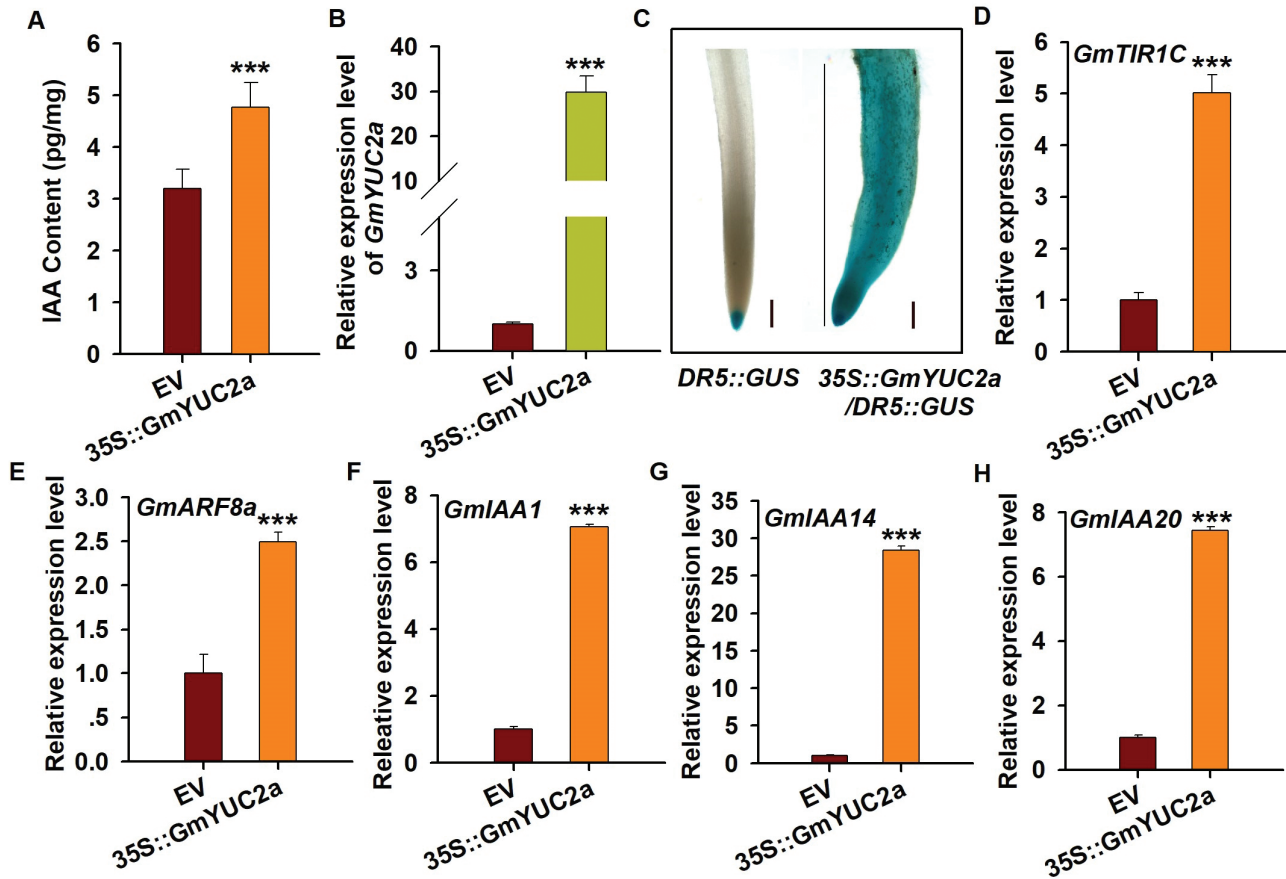 A
IAA Content (pg/mg)
6
5
4
3
2
1
0
***
EV
35S::GmYUC2a
B
Relative expression level
of GmYUC2a
40
30
20
10
3
0
***
EV
35S::GmYUC2a
C
DR5::GUS
35S::GmYUC2a
/DR5::GUS
D
Relative expression level
6
5
4
3
2
1
0
GmTIR1C
***
EV
35S::GmYUC2a
E
Relative expression level
3.0
2.5
2.0
1.5
1.0
.5
0.0
GmARF8a
***
EV
35S::GmYUC2a
F
Releative expression level
8
6
4
2
0
GmIAA1
***
EV
35S::GmYUC2a
G
Relative expression level
35
30
25
20
15
10
5
0
GmIAA14
***
EV
35S::GmYUC2a
H
Relative expression level
8
6
4
2
0
GmIAA20
***
EV
35S::GmYUC2a